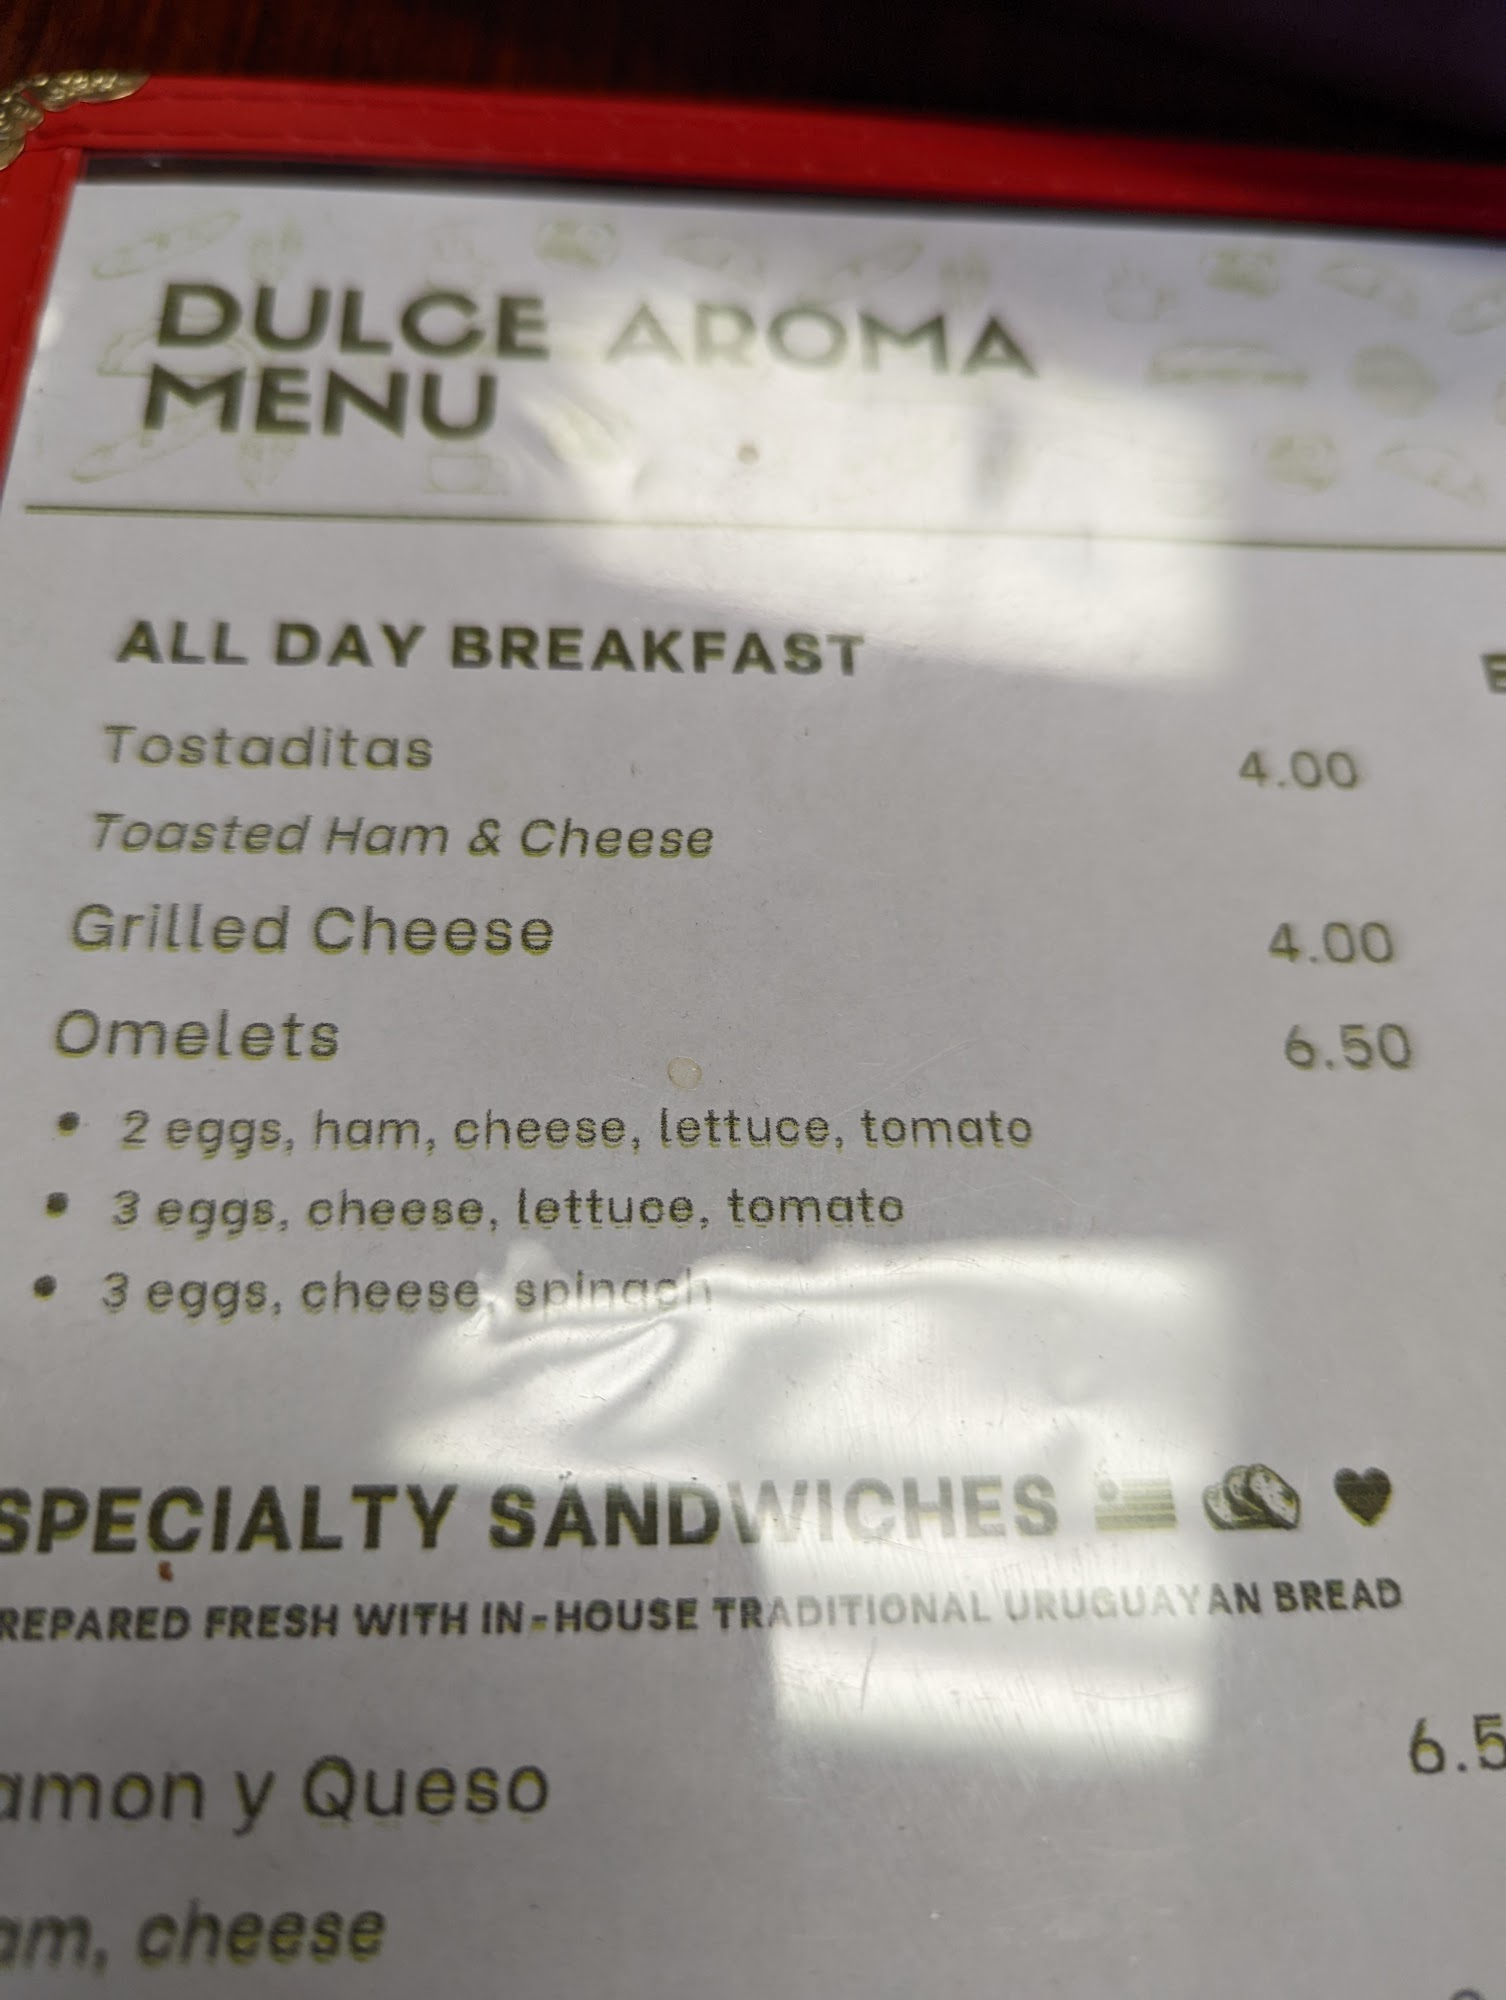 DULCE AROMA
MENU
ALL DAY BREAKFAST
Tostaditas 4.00
Toasted Ham & Cheese
Grilled Cheese 4.00
Omelets 6.50
• 2 eggs, ham, cheese, lettuce, tomato
• 3 eggs, cheese, lettuce, tomato
• 3 eggs, cheese, spinach
SPECIALTY SANDWICHES
REPARED FRESH WITH IN-HOUSE TRADITIONAL URUGUAYAN BREAD
amon y Queso 6.5
am, cheese